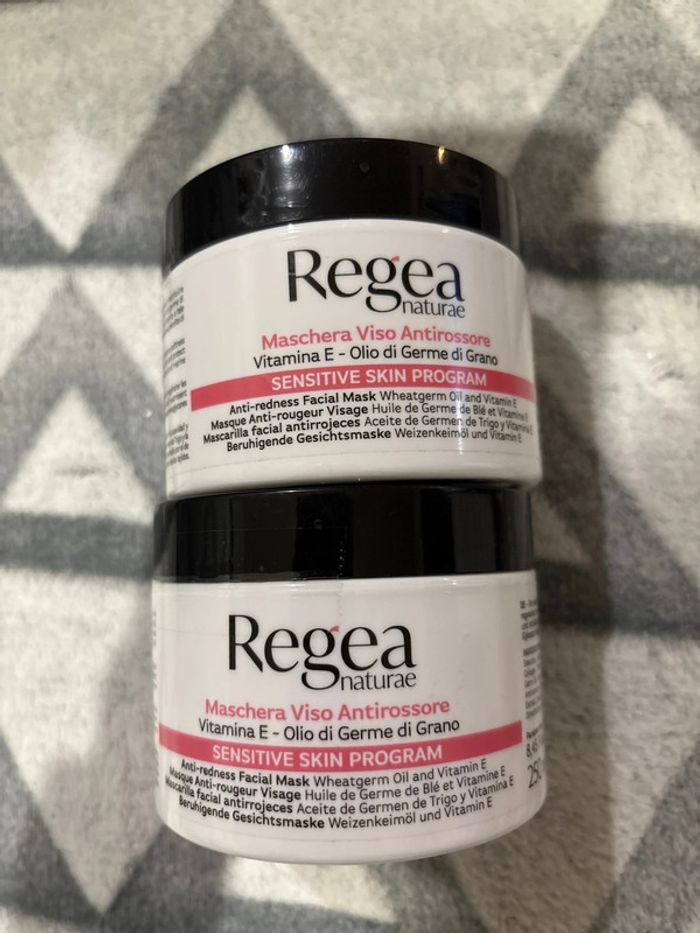 Regea
naturae
Maschera Viso Antirossore
Vitamina E - Olio di Germe di Grano
SENSITIVE SKIN PROGRAM
Anti-redness Facial Mask Wheatgerm Oil and Vitamin E
Masque Anti-rougeur Visage Huile de Germe de Blé et Vitamine E
Mascarilla facial antirrojeces Aceite de Germen de Trigo y Vitamina E
Beruhigende Gesichtsmaske Weizenkeimöl und Vitamin E
Regea
naturae
Maschera Viso Antirossore
Vitamina E - Olio di Germe di Grano
SENSITIVE SKIN PROGRAM
Anti-redness Facial Mask Wheatgerm Oil and Vitamin E
Masque Anti-rougeur Visage Huile de Germe de Blé et Vitamine E
Mascarilla facial antirrojeces Aceite de Germen de Trigo y Vitamina E
Beruhigende Gesichtsmaske Weizenkeimöl und Vitamin E